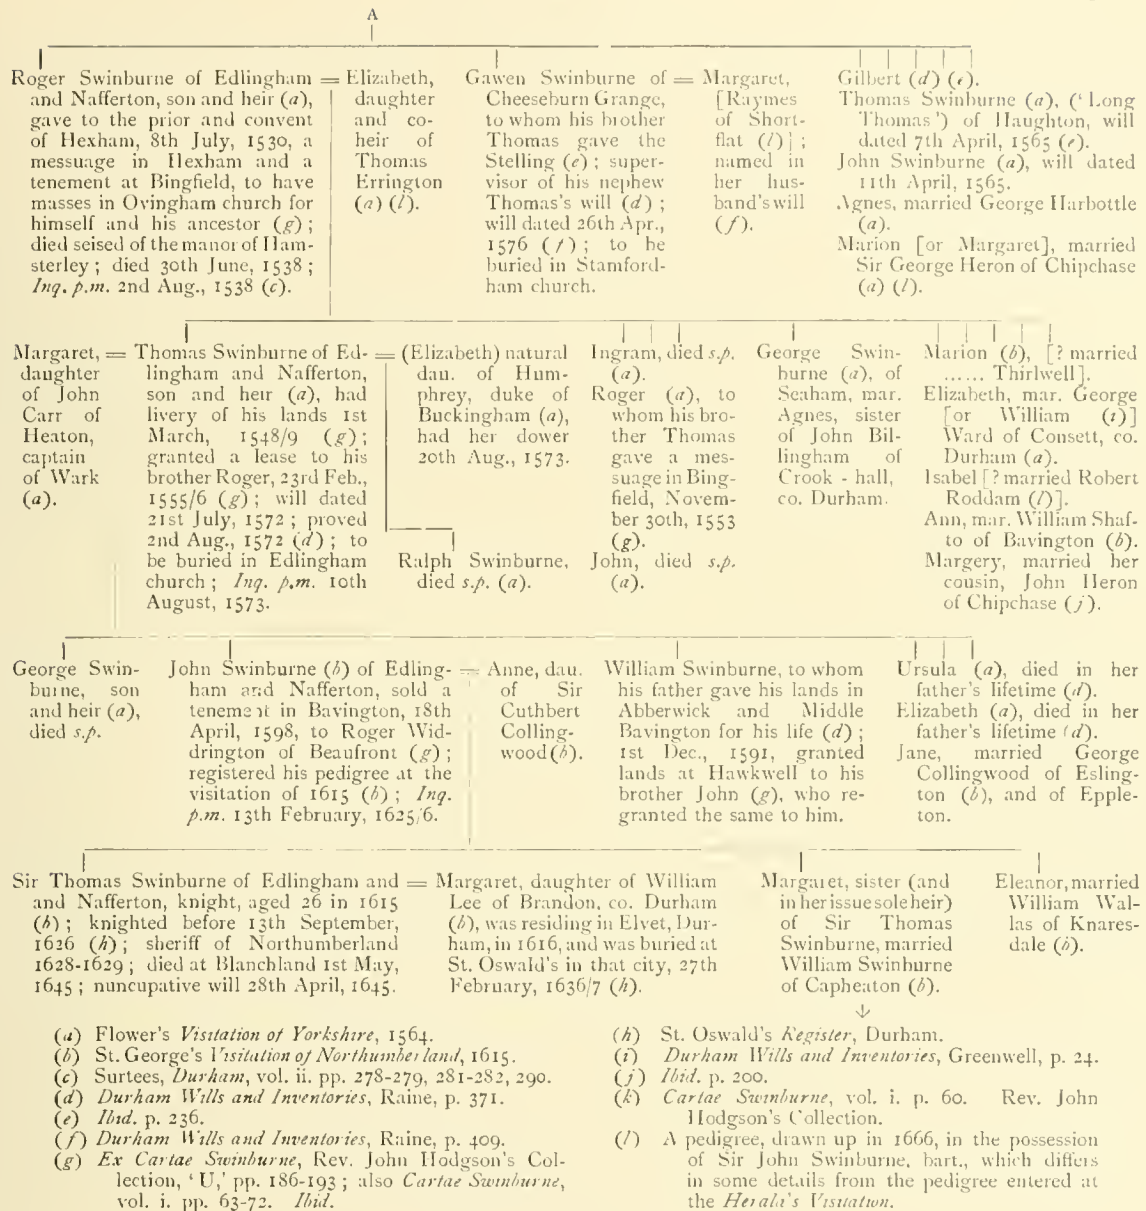 A
Roger Swinburne of Edlingham =
and Nafferton, son and heir (a),
gave to the prior and convent
of Hexham, 8th July, 1530, a
messuage in Hexham and a
tenement at Bingfield, to have
masses in Ovingham church for
himself and his ancestor (g) ;
died seised of the manor of Ham-
sterley ; died 30th June, 1538 ;
Inq. p.m. 2nd Aug., 1538 (c).
Elizabeth,
daughter
and co-
heir of
Thomas
Errington
(a) (l).
Gawen Swinburne of =
Cheeseburn Grange,
to whom his brother
Thomas gave the
Stelling (e) ; super-
visor of his nephew
Thomas's will (d) ;
will dated 26th Apr.,
1576 (f) ; to be
buried in Stamford-
ham church.
Margaret,
[Raymes
of Short-
flat (l)] ;
named in
her hus-
band's will
(f).
Gilbert (d) (e).
Thomas Swinburne (a), (' Long
Thomas ') of Haughton, will
dated 7th April, 1565 (e).
John Swinburne (a), will dated
11th April, 1565.
Agnes, married George Harbottle
(a).
Marion [or Margaret], married
Sir George Heron of Chipchase
(a) (l).
Margaret, =
daughter
of John
Carr of
Heaton,
captain
of Wark
(a).
Thomas Swinburne of Ed- =
lingham and Nafferton,
son and heir (a), had
livery of his lands 1st
March, 1548/9 (g) ;
granted a lease to his
brother Roger, 23rd Feb.,
1555/6 (g) ; will dated
21st July, 1572 ; proved
2nd Aug., 1572 (d) ; to
be buried in Edlingham
church ; Inq. p.m. 10th
August, 1573.
(Elizabeth) natural
dau. of Hum-
phrey, duke of
Buckingham (a),
had her dower
20th Aug., 1573.
Ralph Swinburne,
died s.p. (a).
Ingram, died s.p.
(a).
Roger (a), to
whom his bro-
ther Thomas
gave a mes-
suage in Bing-
field, Novem-
ber 30th, 1553
(g).
John, died s.p.
(a).
George Swin-
burne (a), of
Seaham, mar.
Agnes, sister
of John Bil-
lingham of
Crook - hall,
co. Durham.
Marion (b), [? married
...... Thirlwell].
Elizabeth, mar. George
[or William (i)]
Ward of Consett, co.
Durham (a).
Isabel [? married Robert
Roddam (l)].
Ann, mar. William Shaf-
to of Bavington (b).
Margery, married her
cousin, John Heron
of Chipchase (j).
George Swin-
burne, son
and heir (a),
died s.p.
John Swinburne (b) of Edling- =
ham and Nafferton, sold a
tenement in Bavington, 18th
April, 1598, to Roger Wid-
drington of Beaufront (g) ;
registered his pedigree at the
visitation of 1615 (b) ; Inq.
p.m. 13th February, 1625/6.
Anne, dau.
of Sir
Cuthbert
Colling-
wood (b).
William Swinburne, to whom
his father gave his lands in
Abberwick and Middle
Bavington for his life (d) ;
1st Dec., 1591, granted
lands at Hawkwell to his
brother John (g), who re-
granted the same to him.
Ursula (a), died in her
father's lifetime (d).
Elizabeth (a), died in her
father's lifetime (d).
Jane, married George
Collingwood of Esling-
ton (b), and of Epple-
ton.
Sir Thomas Swinburne of Edlingham and =
and Nafferton, knight, aged 26 in 1615
(b) ; knighted before 13th September,
1626 (h) ; sheriff of Northumberland
1628-1629 ; died at Blanchland 1st May,
1645 ; nuncupative will 28th April, 1645.
Margaret, daughter of William
Lee of Brandon, co. Durham
(b), was residing in Elvet, Dur-
ham, in 1616, and was buried at
St. Oswald's in that city, 27th
February, 1636/7 (h).
Margaret, sister (and
in her issue sole heir)
of Sir Thomas
Swinburne, married
William Swinburne
of Capheaton (b).
Eleanor, married
William Wal-
las of Knares-
dale (b).
(a) Flower's Visitation of Yorkshire, 1564.
(b) St. George's Visitation of Northumberland, 1615.
(c) Surtees, Durham, vol. ii. pp. 278-279, 281-282, 290.
(d) Durham Wills and Inventories, Raine, p. 371.
(e) Ibid. p. 236.
(f) Durham Wills and Inventories, Raine, p. 409.
(g) Ex Cartae Swinburne, Rev. John Hodgson's Col-
lection, ' U,' pp. 186-193 ; also Cartae Swinburne,
vol. i. pp. 63-72. Ibid.
(h) St. Oswald's Register, Durham.
(i) Durham Wills and Inventories, Greenwell, p. 24.
(j) Ibid. p. 200.
(k) Cartae Swinburne, vol. i. p. 60. Rev. John
Hodgson's Collection.
(l) A pedigree, drawn up in 1666, in the possession
of Sir John Swinburne, bart., which differs
in some details from the pedigree entered at
the Herald's Visitation.